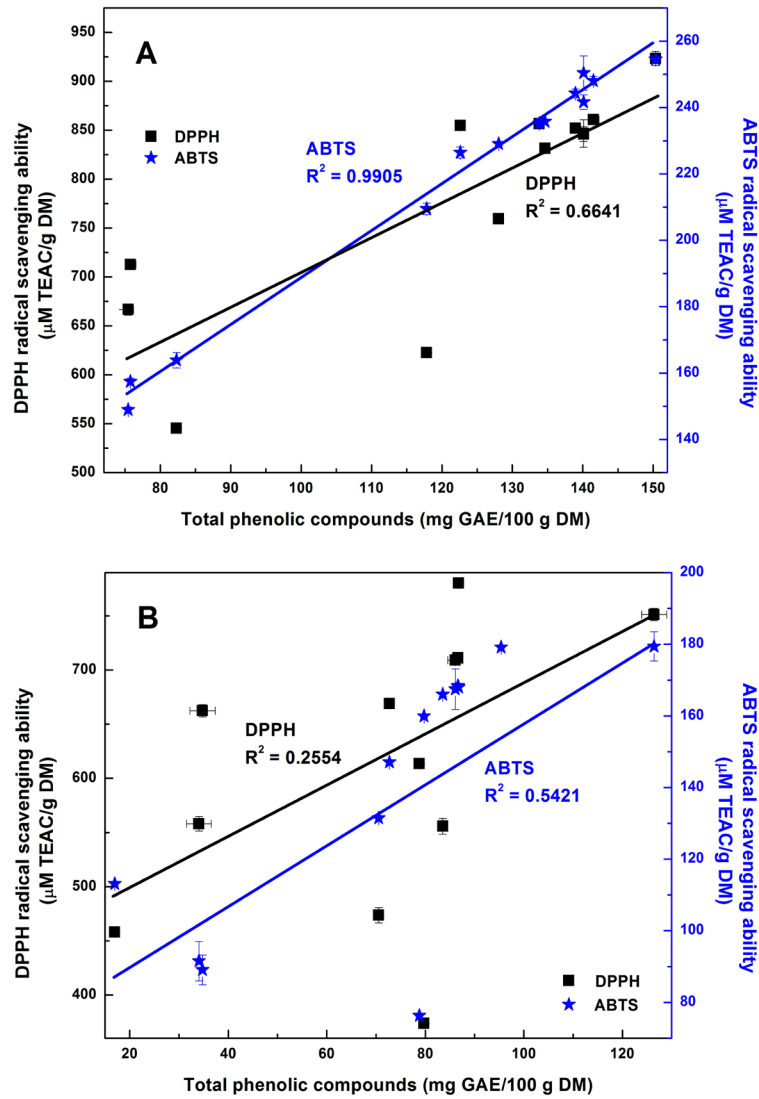 A
DPPH
ABTS
ABTS
R² = 0.9905
DPPH
R² = 0.6641
950
900
850
800
750
700
650
600
550
500
260
240
220
200
180
160
140
80
90
100
110
120
130
140
150
DPPH radical scavenging ability
(μM TEAC/g DM)
ABTS radical scavenging ability
(μM TEAC/g DM)
Total phenolic compounds (mg GAE/100 g DM)
B
DPPH
R² = 0.2554
ABTS
R² = 0.5421
DPPH
ABTS
700
600
500
400
200
180
160
140
120
100
80
20
40
60
80
100
120
DPPH radical scavenging ability
(μM TEAC/g DM)
ABTS radical scavenging ability
(μM TEAC/g DM)
Total phenolic compounds (mg GAE/100 g DM)